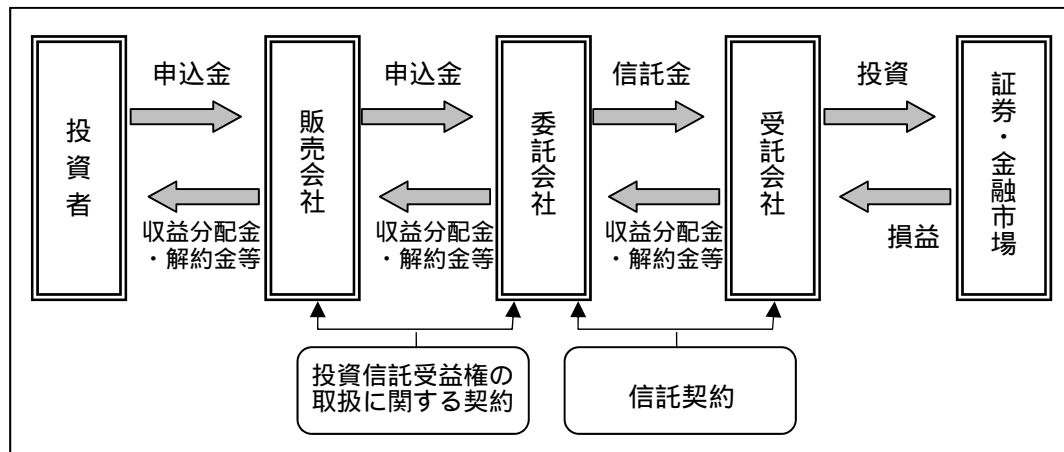 投資者
申込金
収益分配金
・解約金等
販売会社
申込金
収益分配金
・解約金等
委託会社
信託金
収益分配金
・解約金等
受託会社
投資
損益
証券・金融市場
投資信託受益権の
取扱に関する契約
信託契約